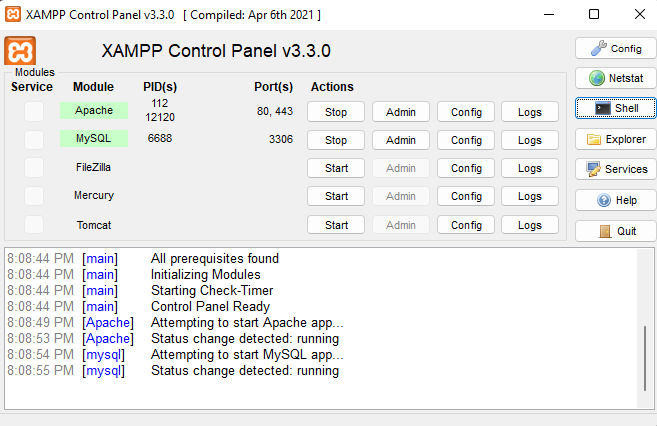 XAMPP Control Panel v3.3.0 [ Compiled: Apr 6th 2021 ]
XAMPP Control Panel v3.3.0
Config
Modules
Service Module PID(s) Port(s) Actions
Netstat
Apache 112 12120 80, 443 Stop Admin Config Logs
Shell
MySQL 6688 3306 Stop Admin Config Logs
Explorer
FileZilla Start Admin Config Logs
Services
Mercury Start Admin Config Logs
Help
Tomcat Start Admin Config Logs
Quit
8:08:44 PM [main] All prerequisites found
8:08:44 PM [main] Initializing Modules
8:08:44 PM [main] Starting Check-Timer
8:08:44 PM [main] Control Panel Ready
8:08:49 PM [Apache] Attempting to start Apache app...
8:08:53 PM [Apache] Status change detected: running
8:08:54 PM [mysql] Attempting to start MySQL app...
8:08:55 PM [mysql] Status change detected: running